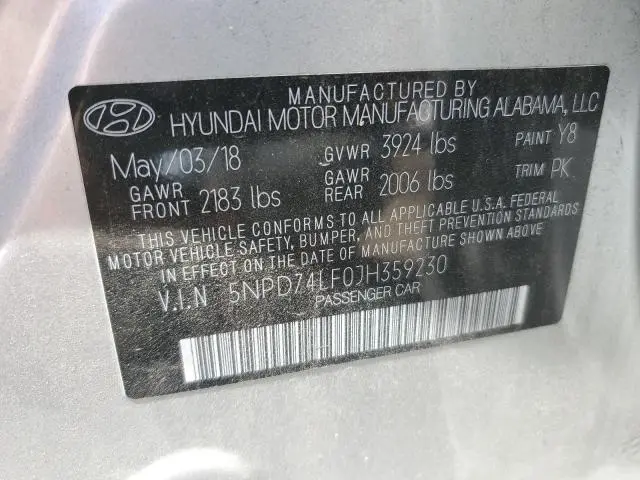 MANUFACTURED BY
HYUNDAI MOTOR MANUFACTURING ALABAMA, LLC
May/03/18 GVWR 3924 lbs PAINT Y8
GAWR FRONT 2183 lbs GAWR REAR 2006 lbs TRIM PK
THIS VEHICLE CONFORMS TO ALL APPLICABLE U.S.A. FEDERAL
MOTOR VEHICLE SAFETY, BUMPER, AND THEFT PREVENTION STANDARDS
IN EFFECT ON THE DATE OF MANUFACTURE SHOWN ABOVE.
V.I.N 5NPD74LF0JH359230
PASSENGER CAR